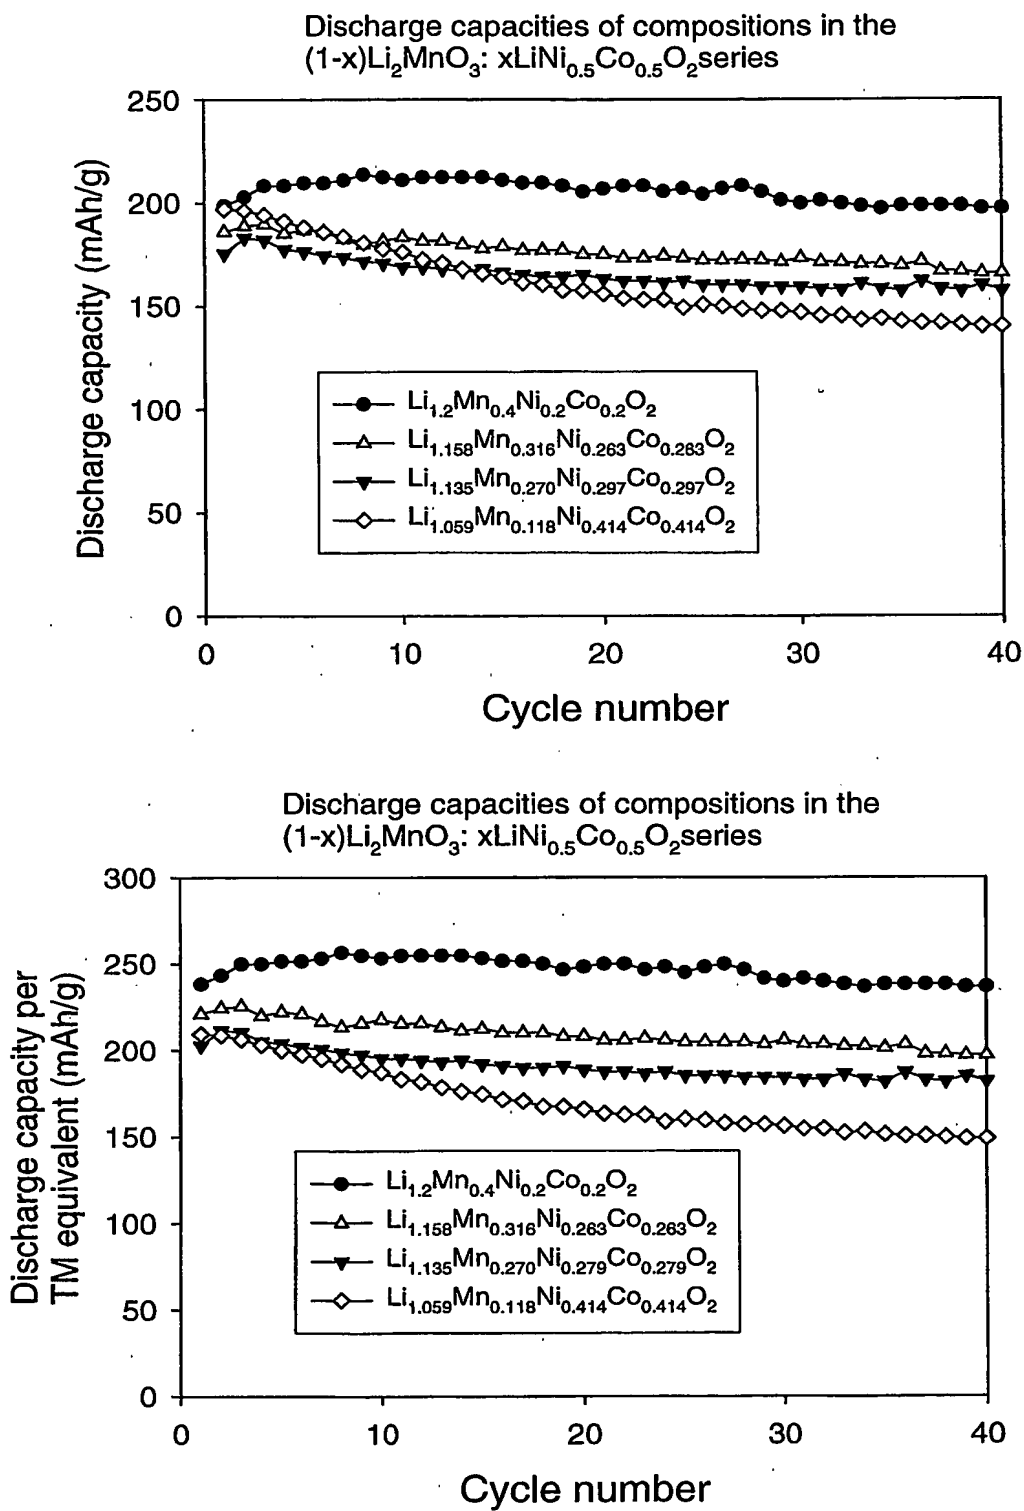 Discharge capacities of compositions in the
(1-x)Li₂MnO₃: xLiNi₀.₅Co₀.₅O₂series
Discharge capacity (mAh/g)
250
200
150
100
50
0
Li₁.₂Mn₀.₄Ni₀.₂Co₀.₂O₂
Li₁.₁₅₈Mn₀.₃₁₆Ni₀.₂₆₃Co₀.₂₈₃O₂
Li₁.₁₃₅Mn₀.₂₇₀Ni₀.₂₉₇Co₀.₂₉₇O₂
Li₁.₀₅₉Mn₀.₁₁₈Ni₀.₄₁₄Co₀.₄₁₄O₂
0 10 20 30 40
Cycle number
Discharge capacities of compositions in the
(1-x)Li₂MnO₃: xLiNi₀.₅Co₀.₅O₂series
Discharge capacity per
TM equivalent (mAh/g)
300
250
200
150
100
50
0
Li₁.₂Mn₀.₄Ni₀.₂Co₀.₂O₂
Li₁.₁₅₈Mn₀.₃₁₆Ni₀.₂₆₃Co₀.₂₆₃O₂
Li₁.₁₃₅Mn₀.₂₇₀Ni₀.₂₇₉Co₀.₂₇₉O₂
Li₁.₀₅₉Mn₀.₁₁₈Ni₀.₄₁₄Co₀.₄₁₄O₂
0 10 20 30 40
Cycle number